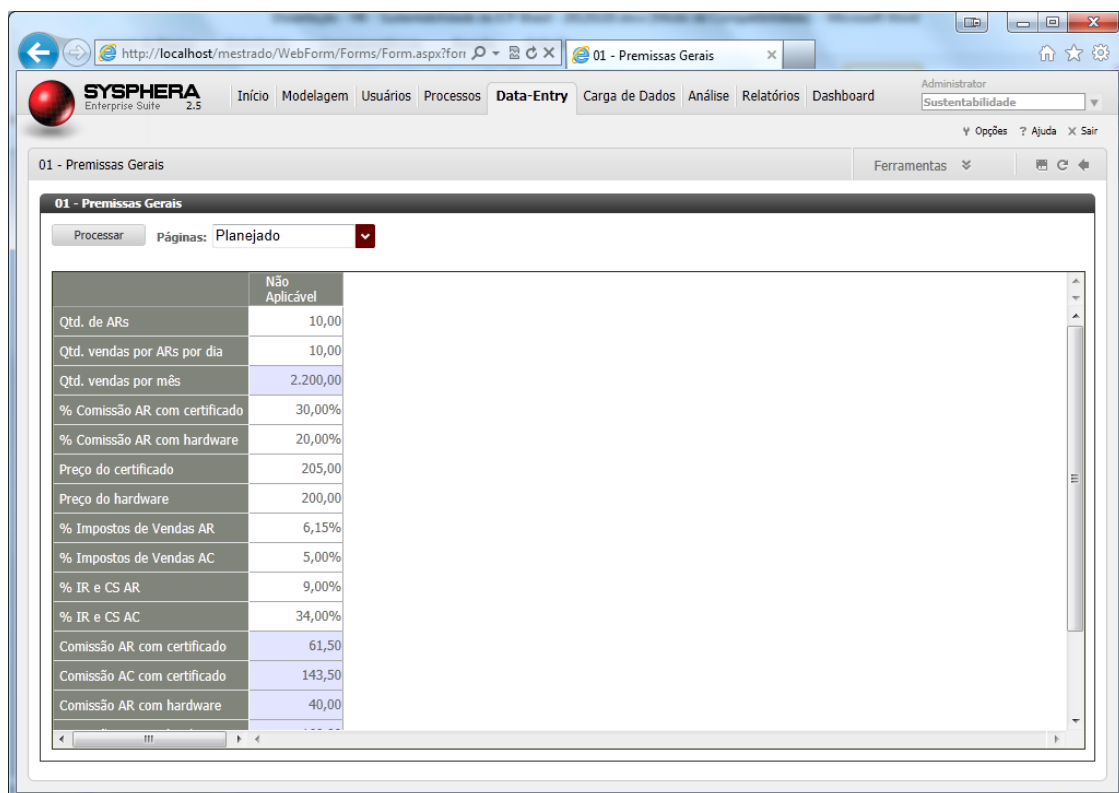 http://localhost/mestrado/WebForm/Forms/Form.aspx?forr
01 - Premissas Gerais
SYSPHERA
Enterprise Suite 2.5
Início Modelagem Usuários Processos Data-Entry Carga de Dados Análise Relatórios Dashboard
Administrator
Sustentabilidade
Opções ? Ajuda X Sair
01 - Premissas Gerais
Ferramentas
01 - Premissas Gerais
Processar Páginas: Planejado
Não
Aplicável
Qtd. de ARs 10,00
Qtd. vendas por ARs por dia 10,00
Qtd. vendas por mês 2.200,00
% Comissão AR com certificado 30,00%
% Comissão AR com hardware 20,00%
Preço do certificado 205,00
Preço do hardware 200,00
% Impostos de Vendas AR 6,15%
% Impostos de Vendas AC 5,00%
% IR e CS AR 9,00%
% IR e CS AC 34,00%
Comissão AR com certificado 61,50
Comissão AC com certificado 143,50
Comissão AR com hardware 40,00